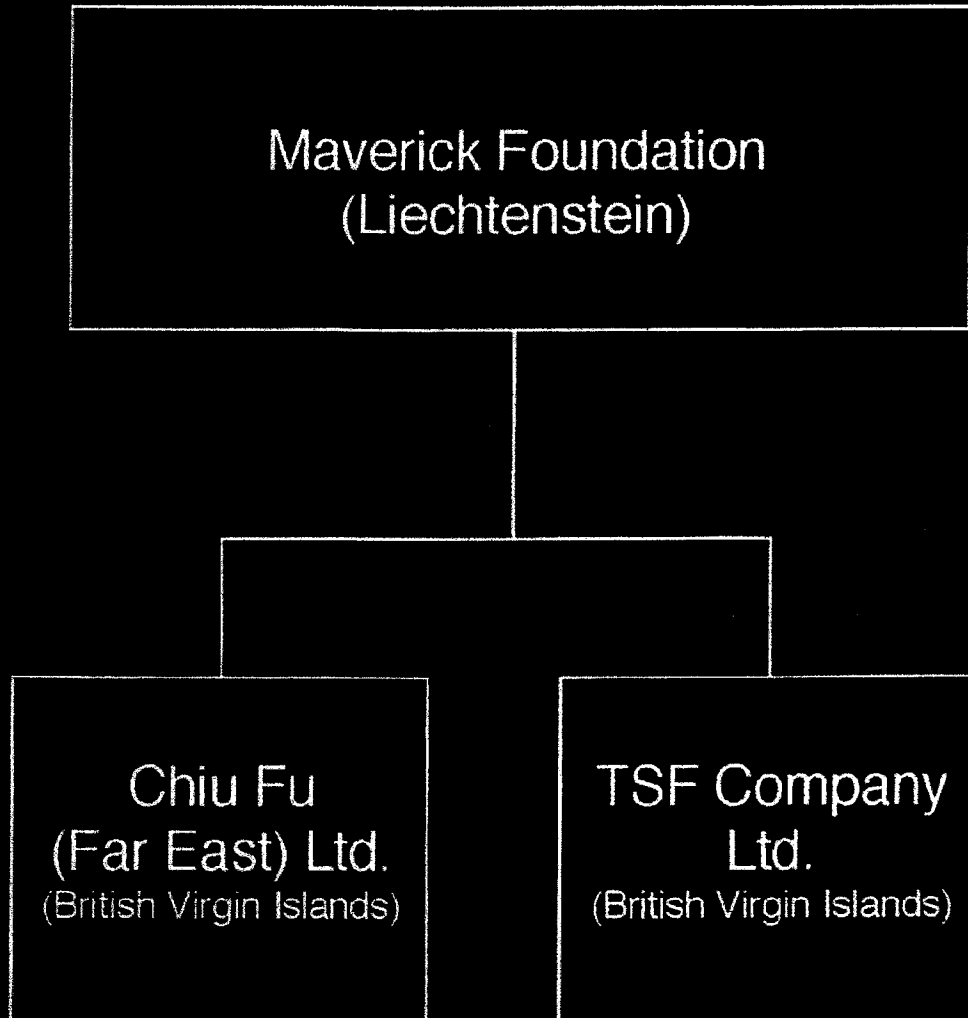 Maverick Foundation
(Liechtenstein)
Chiu Fu
(Far East) Ltd.
(British Virgin Islands)
TSF Company
Ltd.
(British Virgin Islands)